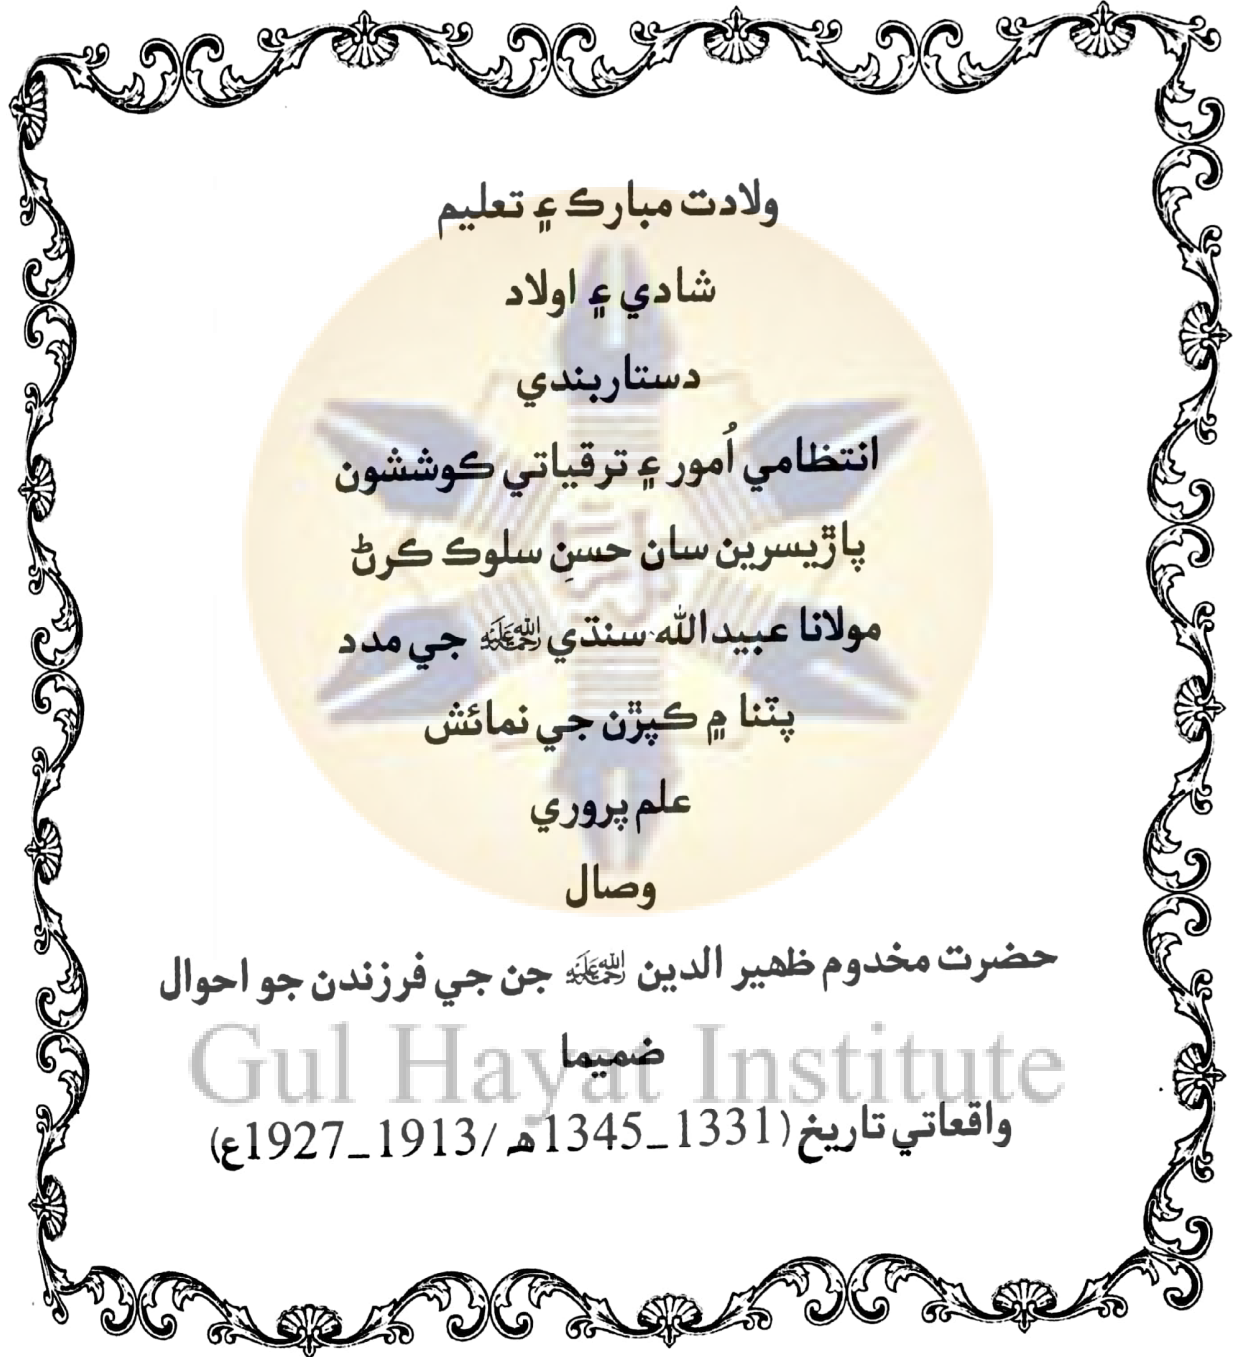 ولادت مبارڪ ۽ تعليم
شادي ۽ اولاد
دستاربندي
انتظامي اُمور ۽ ترقياتي ڪوششون
پاڙيسرين سان حسنِ سلوڪ ڪرڻ
مولانا عبيدالله سنڌي رحمة الله عليه جي مدد
پٽنا ۾ ڪپڙن جي نمائش
علم پروري
وصال
حضرت مخدوم ظهير الدين رحمة الله عليه جن جي فرزندن جو احوال
ضميما
Gul Hayat Institute
واقعاتي تاريخ (1331_1345هه /1913_1927ع)